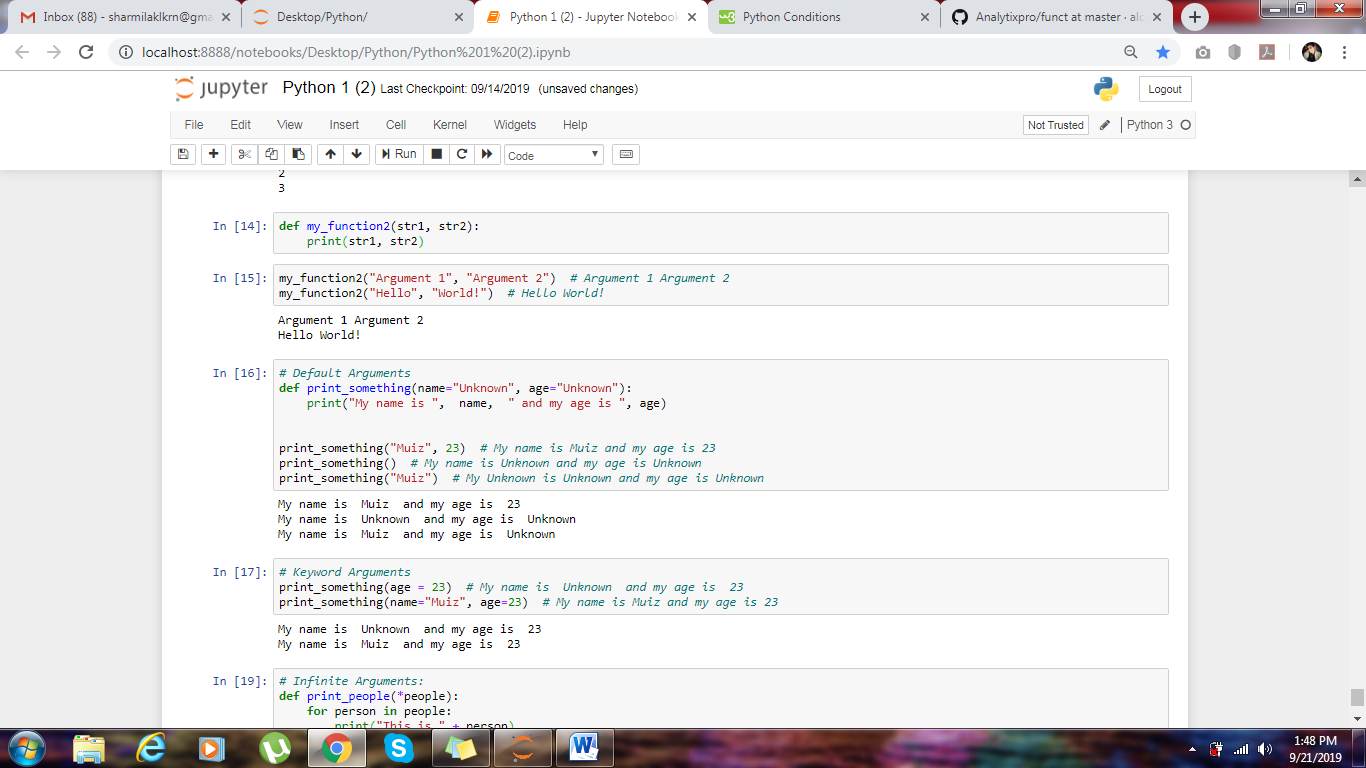 Inbox (88) - sharmilaklkrn@gma
Desktop/Python/
Python 1 (2) - Jupyter Notebook
Python Conditions
Analytixpro/funct at master · alc
localhost:8888/notebooks/Desktop/Python/Python%201%20(2).ipynb
jupyter Python 1 (2) Last Checkpoint: 09/14/2019 (unsaved changes)
Logout
File Edit View Insert Cell Kernel Widgets Help
Not Trusted
Python 3
Run
Code
2
3
In [14]: def my_function2(str1, str2):
    print(str1, str2)
In [15]: my_function2("Argument 1", "Argument 2")  # Argument 1 Argument 2
my_function2("Hello", "World!")  # Hello World!
Argument 1 Argument 2
Hello World!
In [16]: # Default Arguments
def print_something(name="Unknown", age="Unknown"):
    print("My name is ",  name,  " and my age is ", age)
print_something("Muiz", 23)  # My name is Muiz and my age is 23
print_something()  # My name is Unknown and my age is Unknown
print_something("Muiz")  # My Unknown is Unknown and my age is Unknown
My name is  Muiz  and my age is  23
My name is  Unknown  and my age is  Unknown
My name is  Muiz  and my age is  Unknown
In [17]: # Keyword Arguments
print_something(age = 23)  # My name is  Unknown  and my age is  23
print_something(name="Muiz", age=23)  # My name is Muiz and my age is 23
My name is  Unknown  and my age is  23
My name is  Muiz  and my age is  23
In [19]: # Infinite Arguments:
def print_people(*people):
    for person in people:
        print("This is " + person)
1:48 PM
9/21/2019